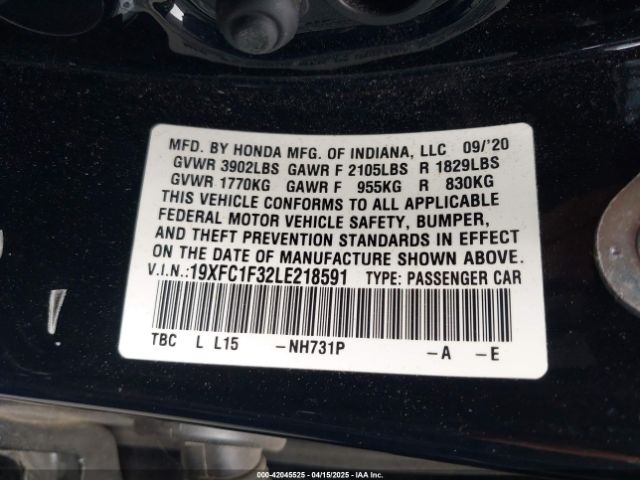 MFD. BY HONDA MFG. OF INDIANA, LLC 09/'20
GVWR 3902LBS GAWR F 2105LBS R 1829LBS
GVWR 1770KG GAWR F 955KG R 830KG
THIS VEHICLE CONFORMS TO ALL APPLICABLE
FEDERAL MOTOR VEHICLE SAFETY, BUMPER,
AND THEFT PREVENTION STANDARDS IN EFFECT
ON THE DATE OF MANUFACTURE SHOWN ABOVE.
V.I.N.:19XFC1F32LE218591 TYPE: PASSENGER CAR
TBC L L15 -NH731P -A -E
000-42045525 - 04/15/2025 - IAA Inc.